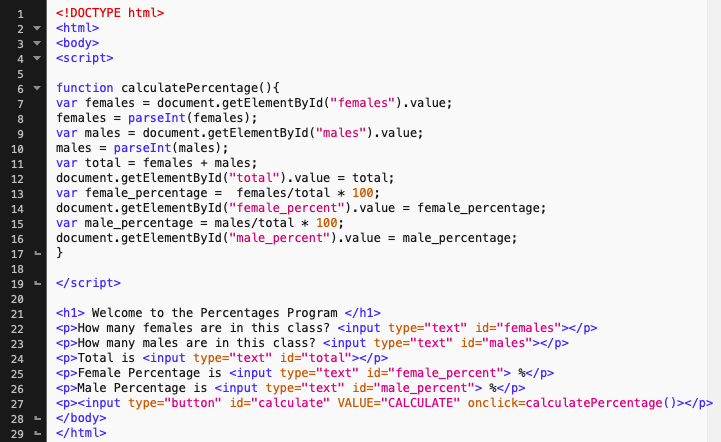 1 <!DOCTYPE html>
2 <html>
3 <body>
4 <script>
5
6 function calculatePercentage(){
7 var females = document.getElementById("females").value;
8 females = parseInt(females);
9 var males = document.getElementById("males").value;
10 males = parseInt(males);
11 var total = females + males;
12 document.getElementById("total").value = total;
13 var female_percentage =  females/total * 100;
14 document.getElementById("female_percent").value = female_percentage;
15 var male_percentage = males/total * 100;
16 document.getElementById("male_percent").value = male_percentage;
17 }
18
19 </script>
20
21 <h1> Welcome to the Percentages Program </h1>
22 <p>How many females are in this class? <input type="text" id="females"></p>
23 <p>How many males are in this class? <input type="text" id="males"></p>
24 <p>Total is <input type="text" id="total"></p>
25 <p>Female Percentage is <input type="text" id="female_percent"> %</p>
26 <p>Male Percentage is <input type="text" id="male_percent"> %</p>
27 <p><input type="button" id="calculate" VALUE="CALCULATE" onclick=calculatePercentage()></p>
28 </body>
29 </html>